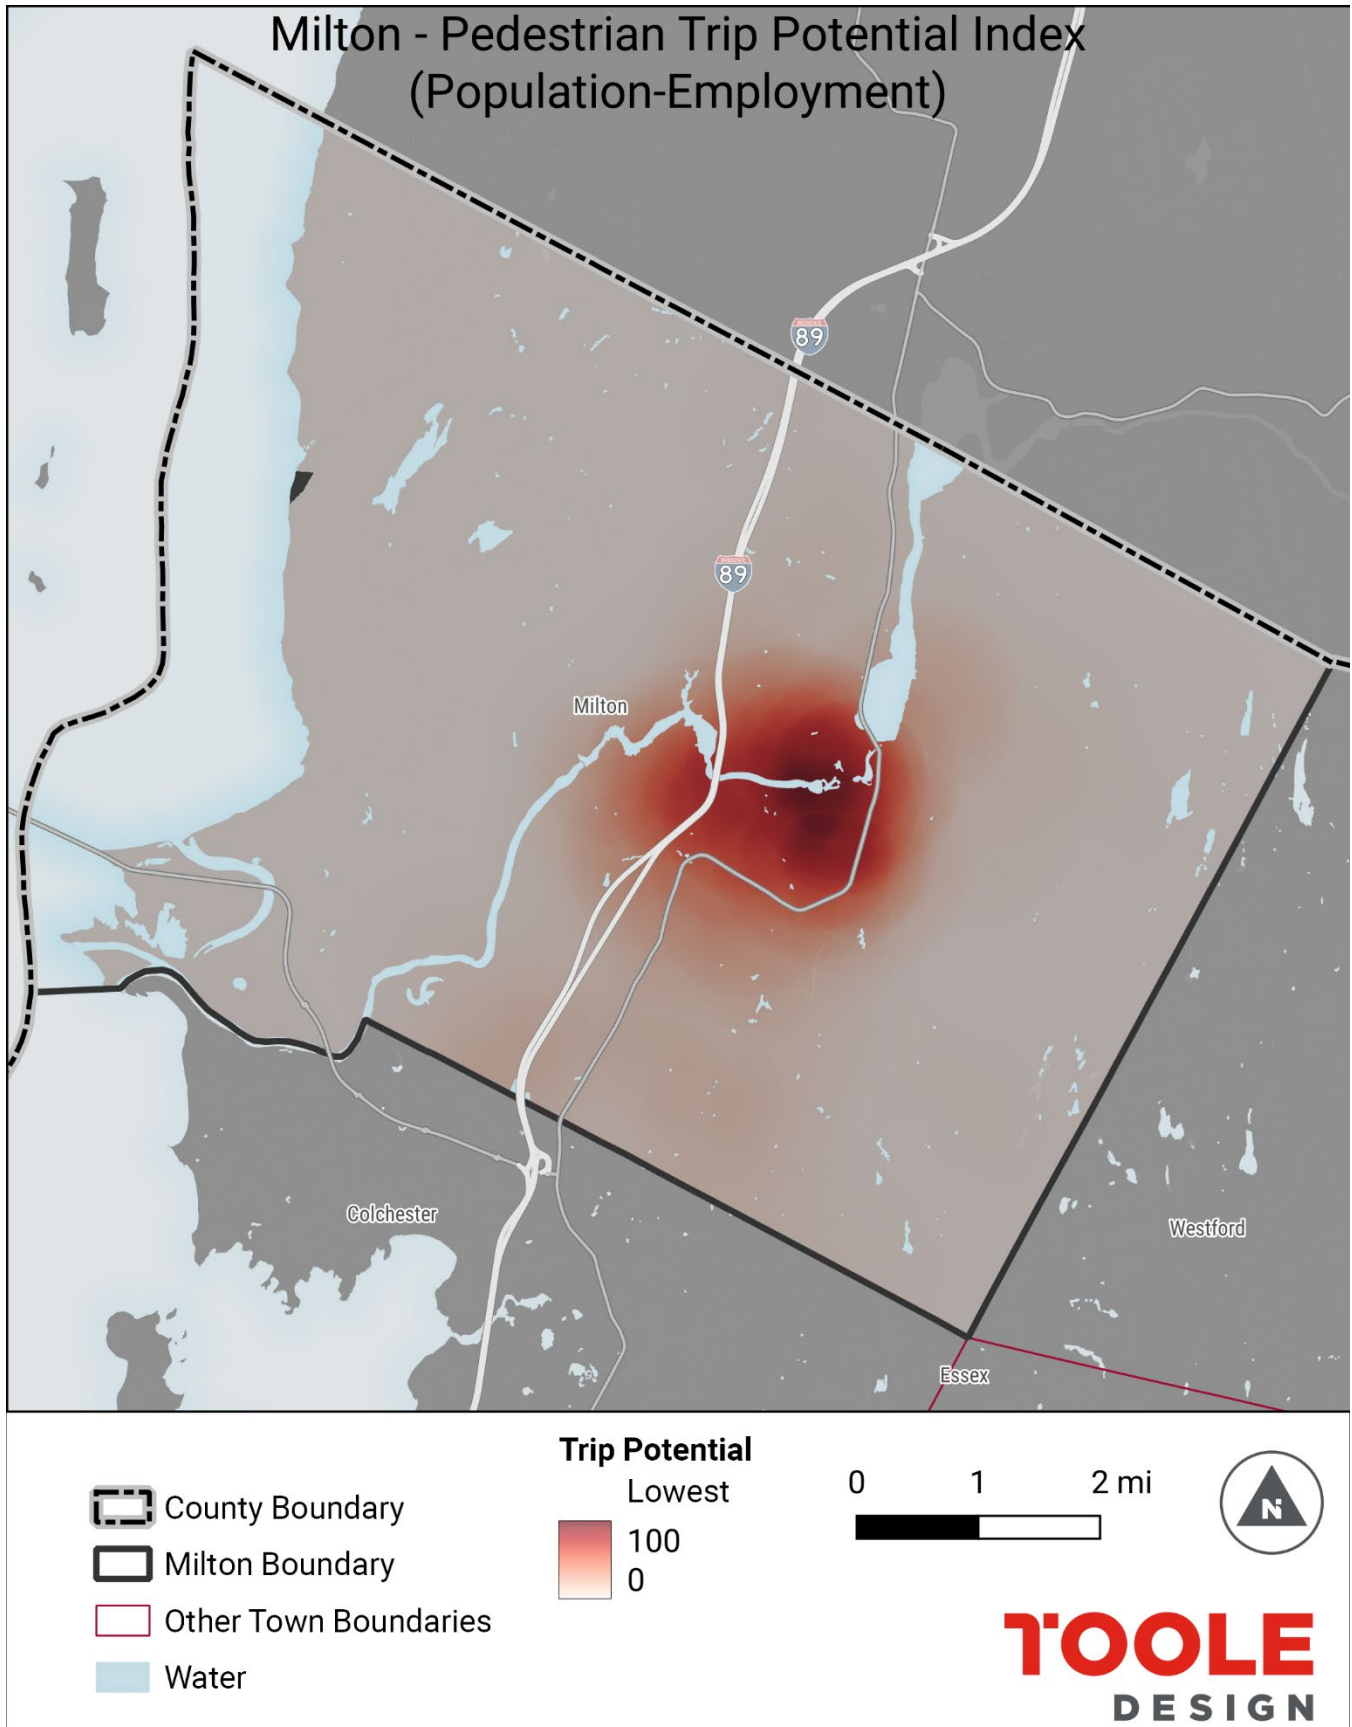 Milton - Pedestrian Trip Potential Index
(Population-Employment)
89
89
Milton
Colchester
Westford
Essex
Trip Potential
Lowest
100
0
County Boundary
Milton Boundary
Other Town Boundaries
Water
0 1 2 mi
N
TOOLE
DESIGN